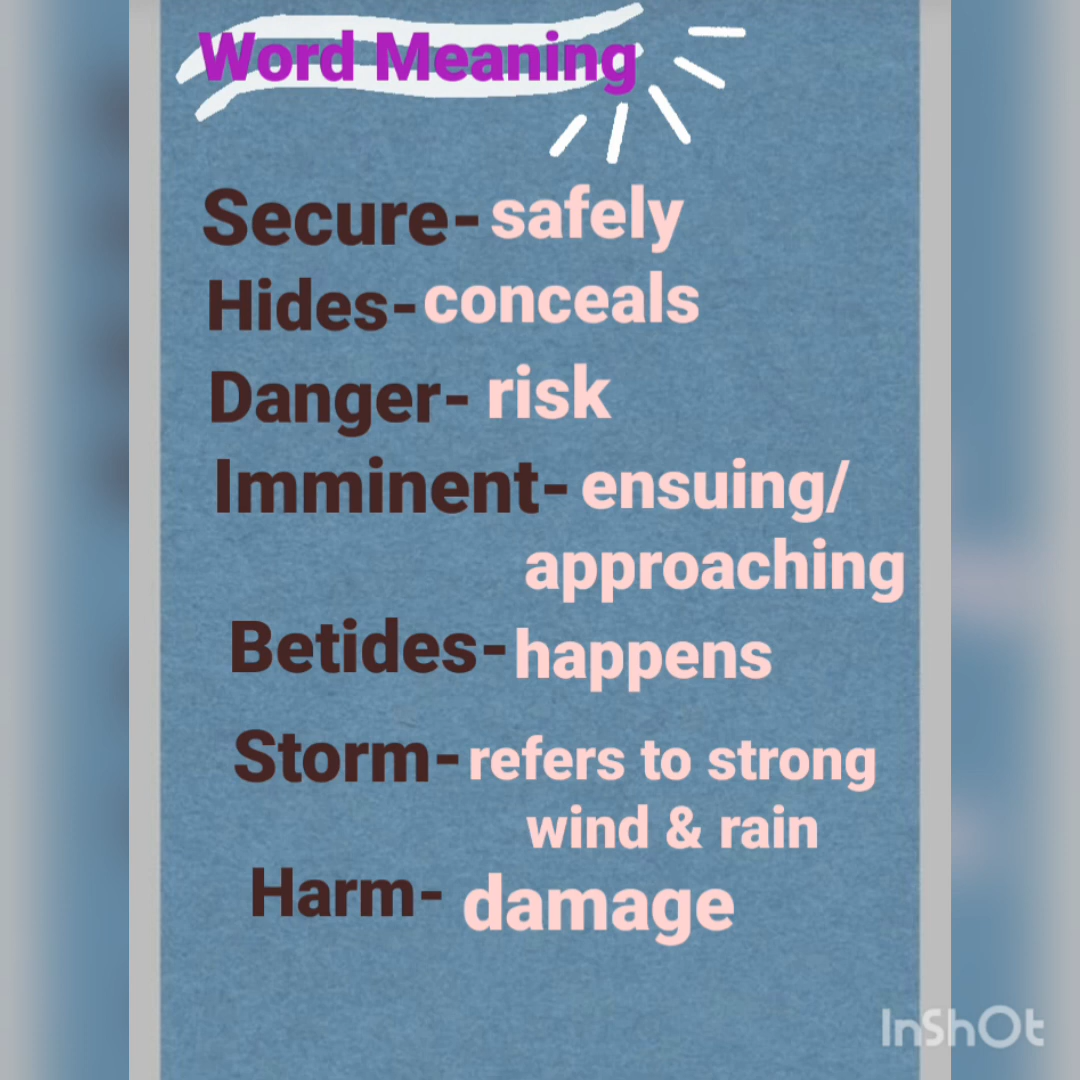 Word Meaning
Secure- safely
Hides- conceals
Danger- risk
Imminent- ensuing/
approaching
Betides- happens
Storm- refers to strong
wind & rain
Harm- damage
InShOt